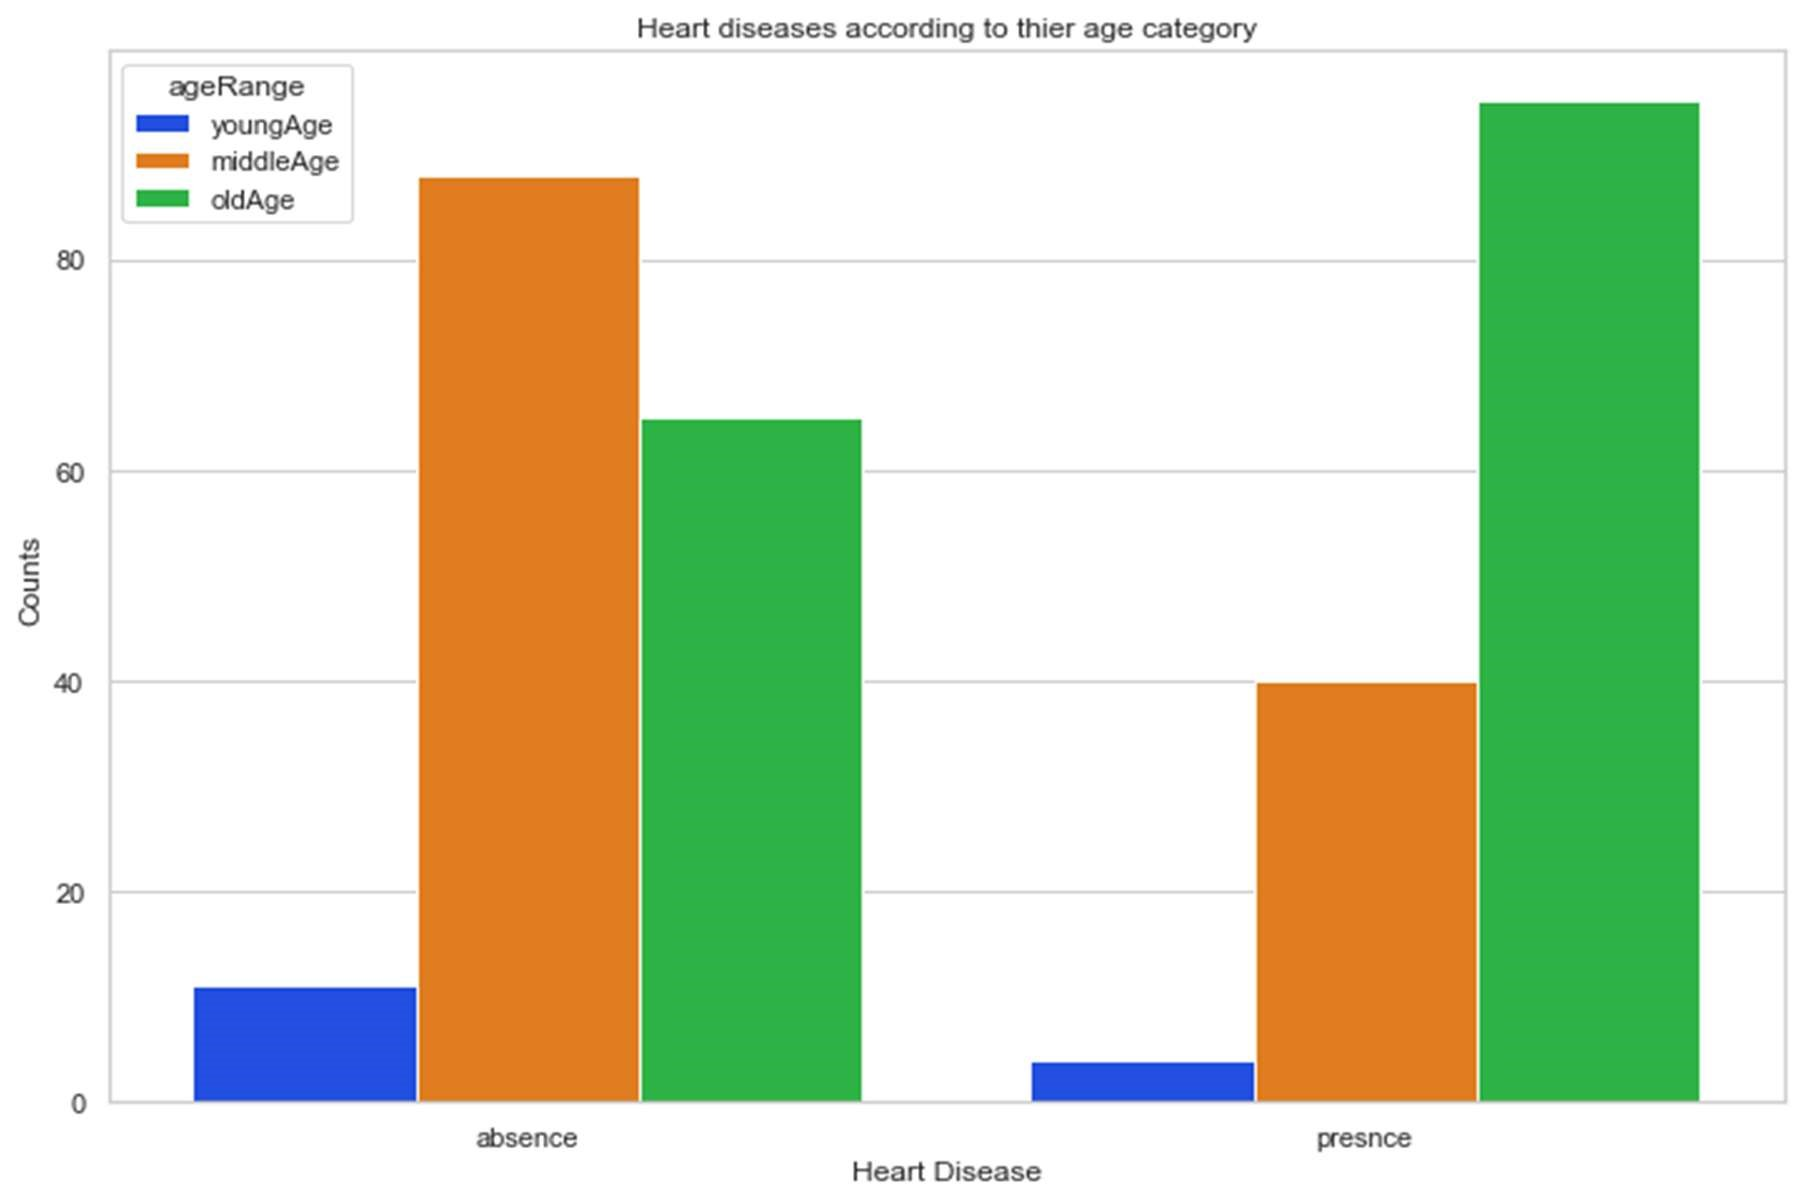 Heart diseases according to thier age category
ageRange
youngAge
middleAge
oldAge
80
60
40
20
0
Counts
absence
presnce
Heart Disease